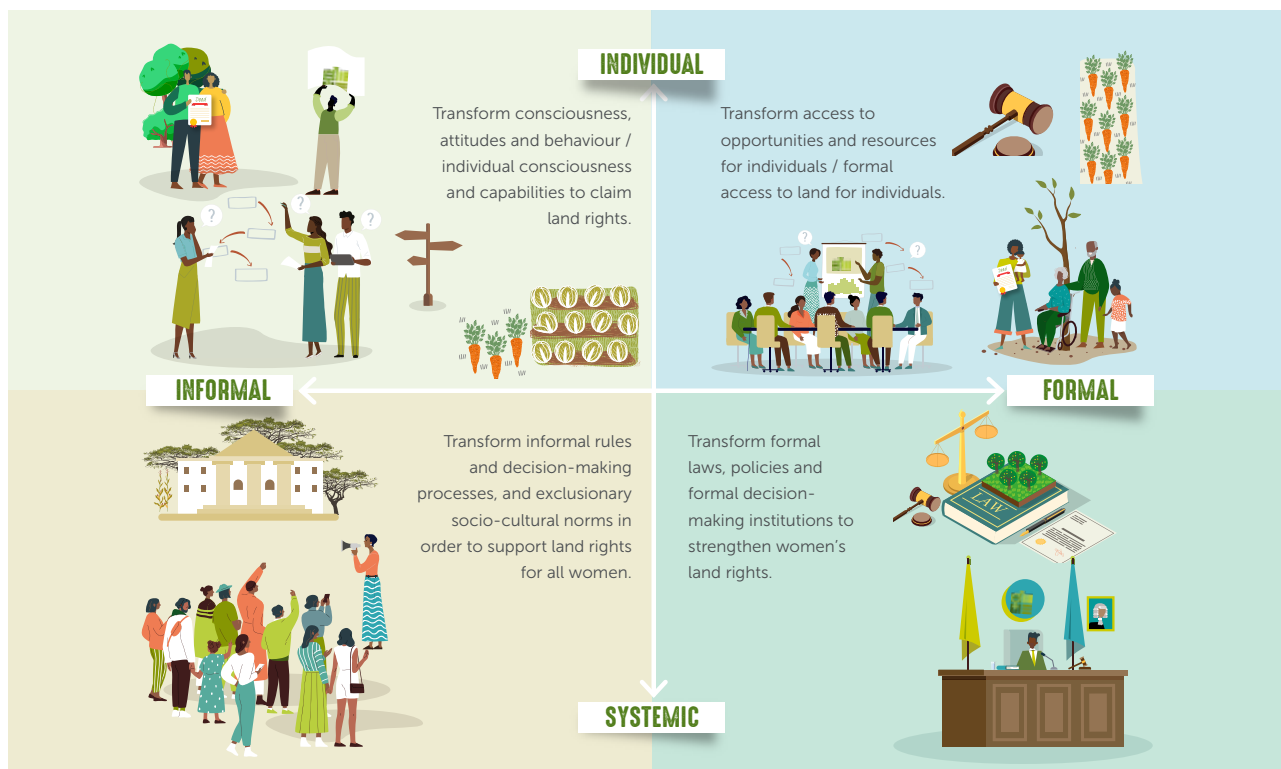 INDIVIDUAL
Transform consciousness,
attitudes and behaviour /
individual consciousness
and capabilities to claim
land rights.
Transform access to
opportunities and resources
for individuals / formal
access to land for individuals.
?
?
?
?
?
INFORMAL
FORMAL
Transform informal rules
and decision-making
processes, and exclusionary
socio-cultural norms in
order to support land rights
for all women.
Transform formal
laws, policies and
formal decision-
making institutions to
strengthen women's
land rights.
LAW
SYSTEMIC